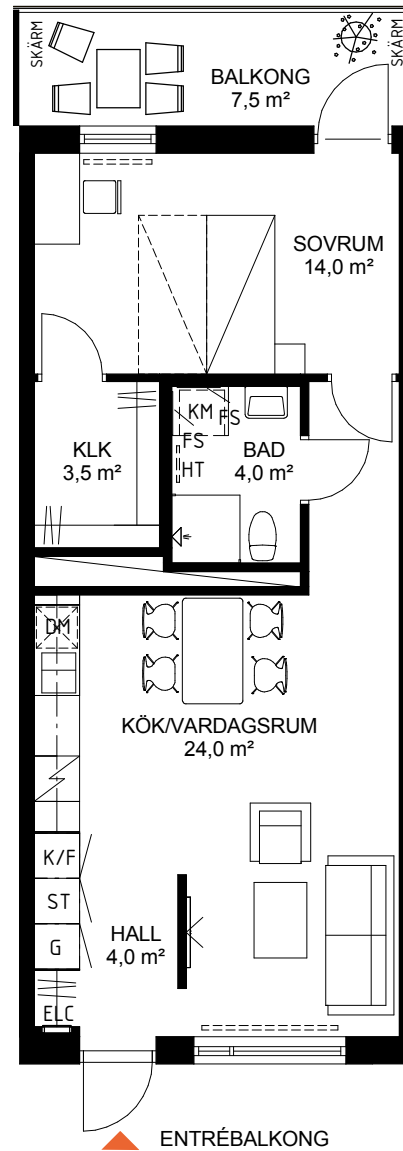 SKÄRM
SKÄRM
BALKONG
7,5 m²
SOVRUM
14,0 m²
KM
FS
FS
HT
KLK
3,5 m²
BAD
4,0 m²
DM
KÖK/VARDAGSRUM
24,0 m²
K/F
ST
G
HALL
4,0 m²
ELC
ENTRÉBALKONG